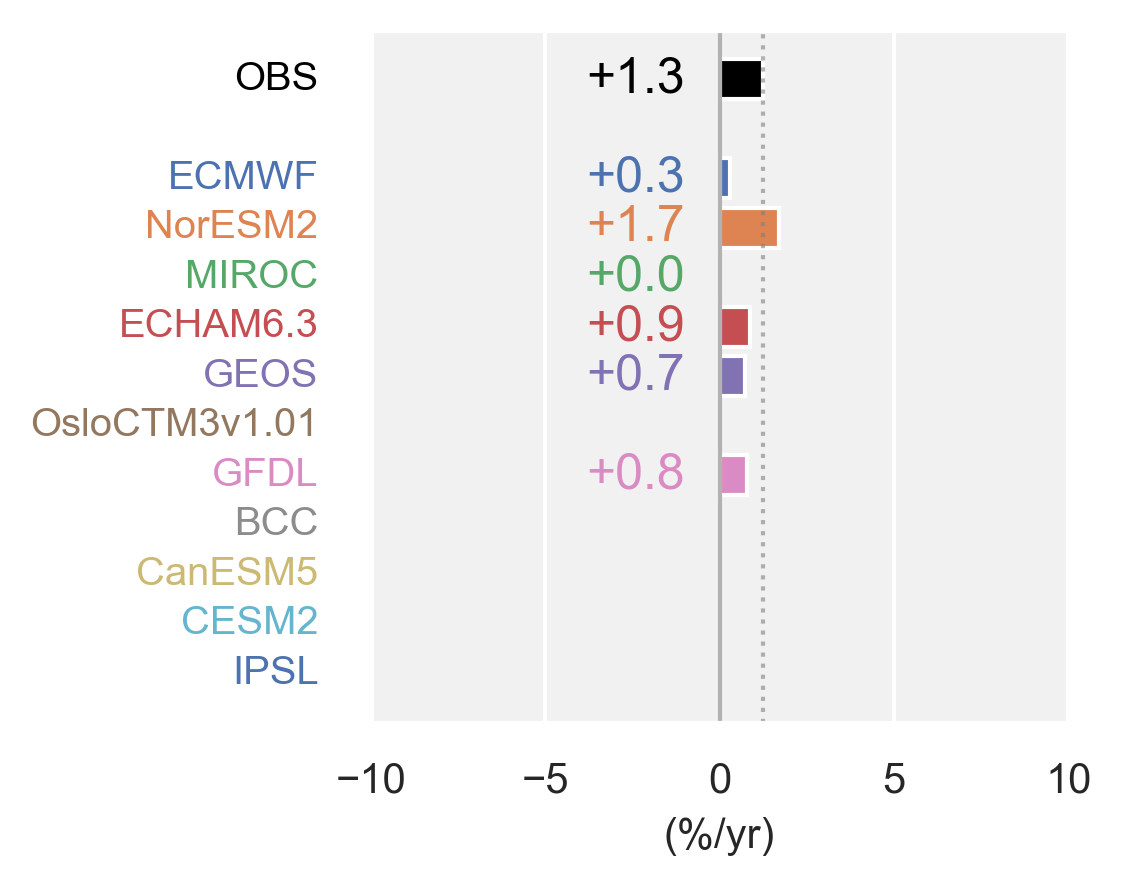 OBS +1.3
ECMWF +0.3
NorESM2 +1.7
MIROC +0.0
ECHAM6.3 +0.9
GEOS +0.7
OsloCTM3v1.01
GFDL +0.8
BCC
CanESM5
CESM2
IPSL
−10 −5 0 5 10
(%/yr)